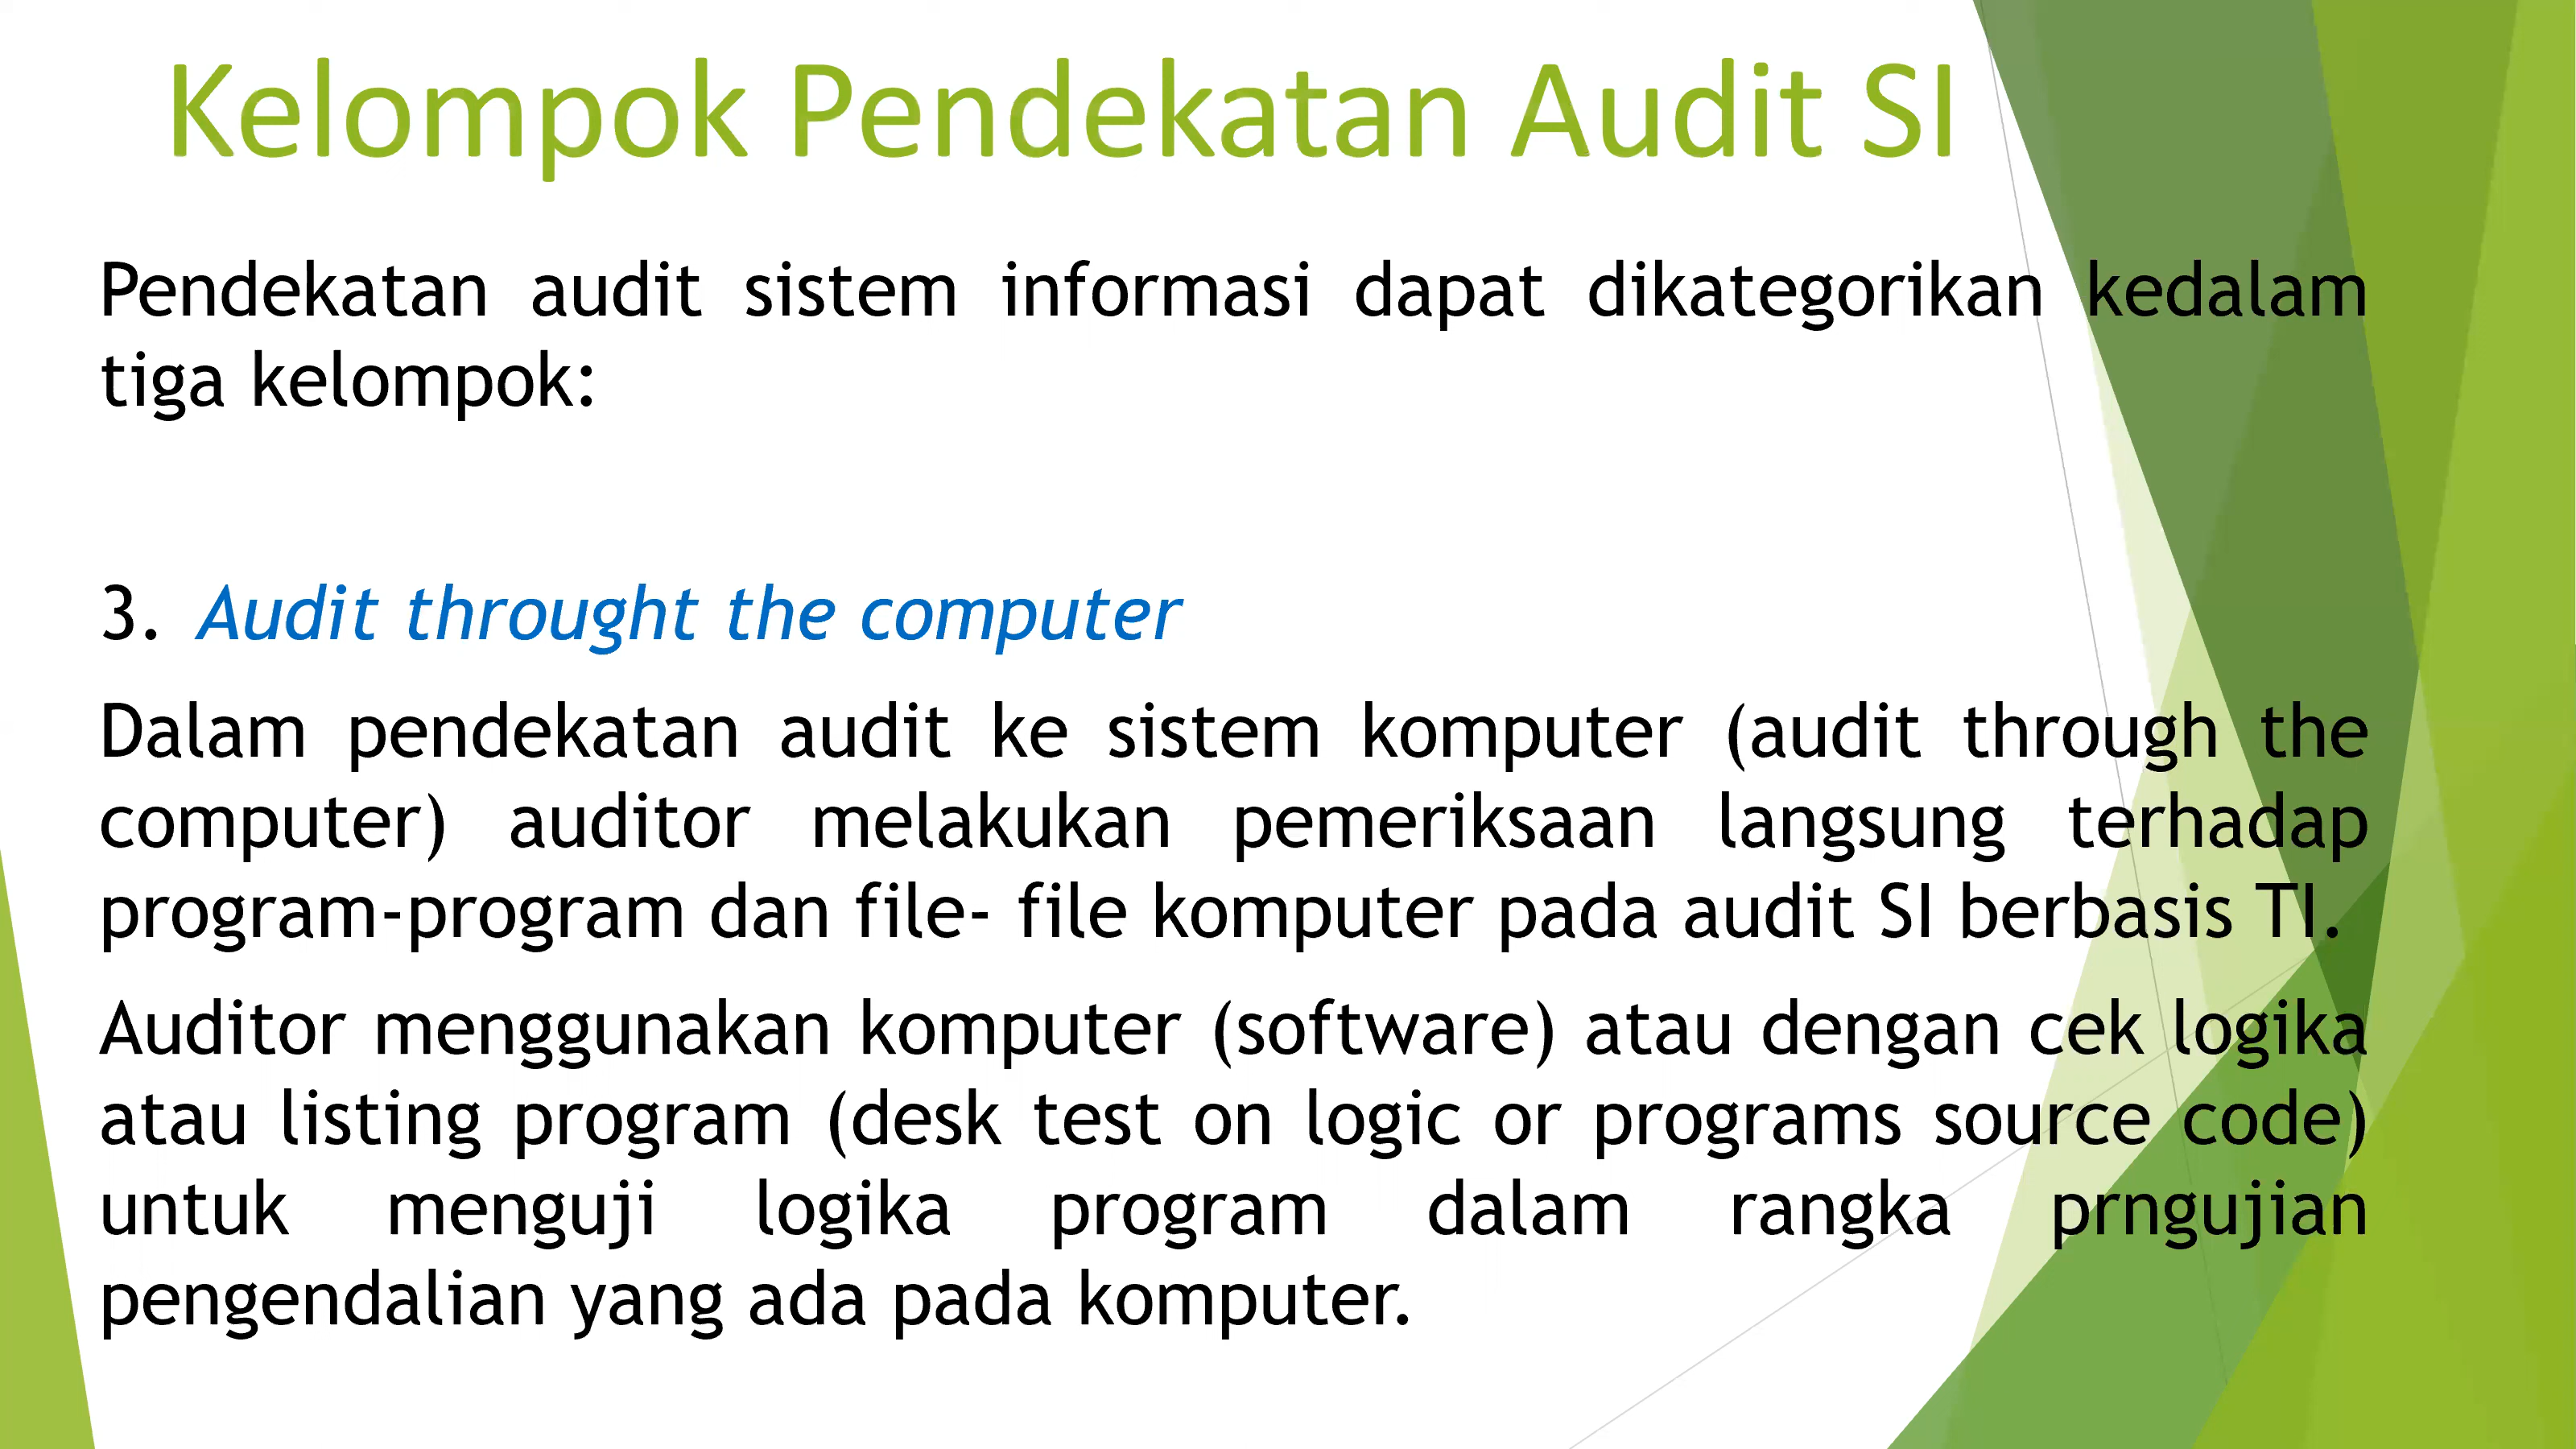 Kelompok Pendekatan Audit SI
Pendekatan audit sistem informasi dapat dikategorikan kedalam
tiga kelompok:
3. Audit throught the computer
Dalam pendekatan audit ke sistem komputer (audit through the
computer) auditor melakukan pemeriksaan langsung terhadap
program-program dan file- file komputer pada audit SI berbasis TI.
Auditor menggunakan komputer (software) atau dengan cek logika
atau listing program (desk test on logic or programs source code)
untuk menguji logika program dalam rangka prngujian
pengendalian yang ada pada komputer.